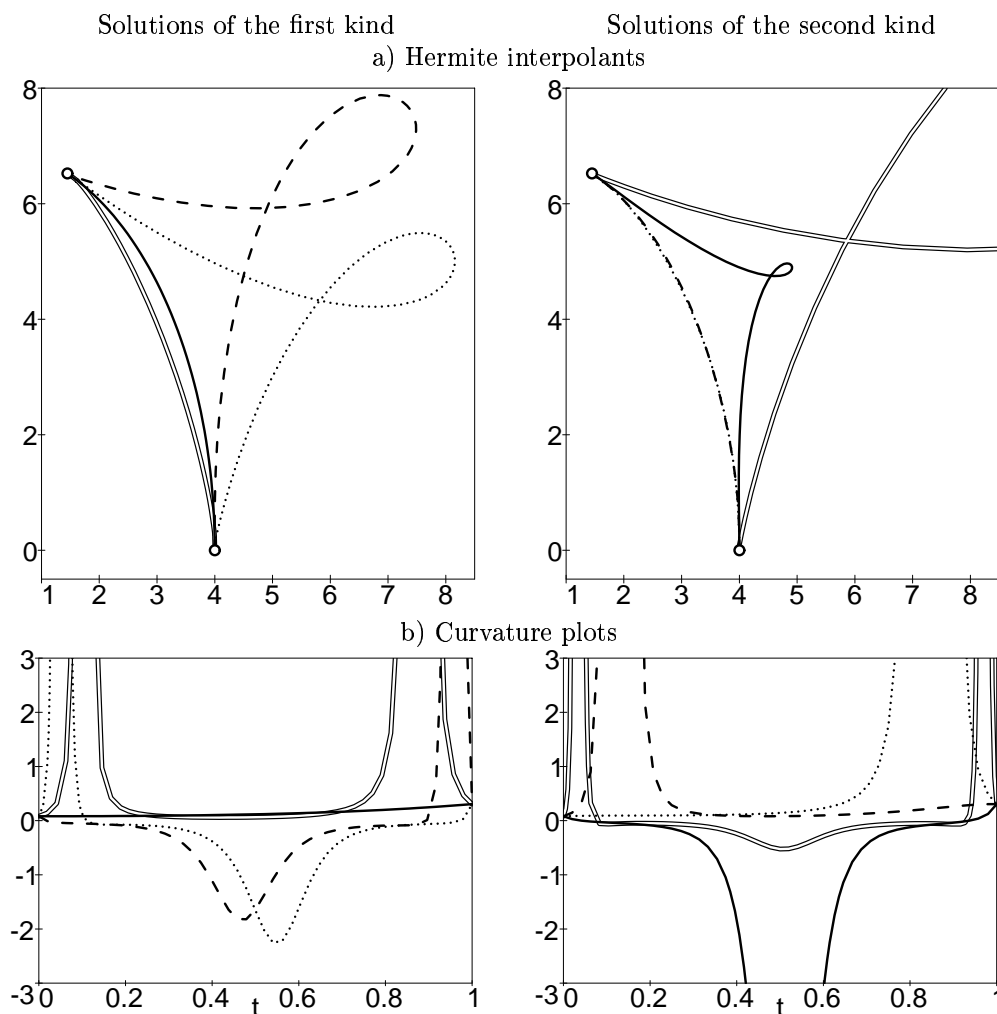 Solutions of the first kind Solutions of the second kind
a) Hermite interpolants
8 8
6 6
4 4
2 2
0 0
1 2 3 4 5 6 7 8 1 2 3 4 5 6 7 8
b) Curvature plots
3 3
2 2
1 1
0 0
-1 -1
-2 -2
-3 -3
0 0.2 0.4 t 0.6 0.8 1 0 0.2 0.4 t 0.6 0.8 1